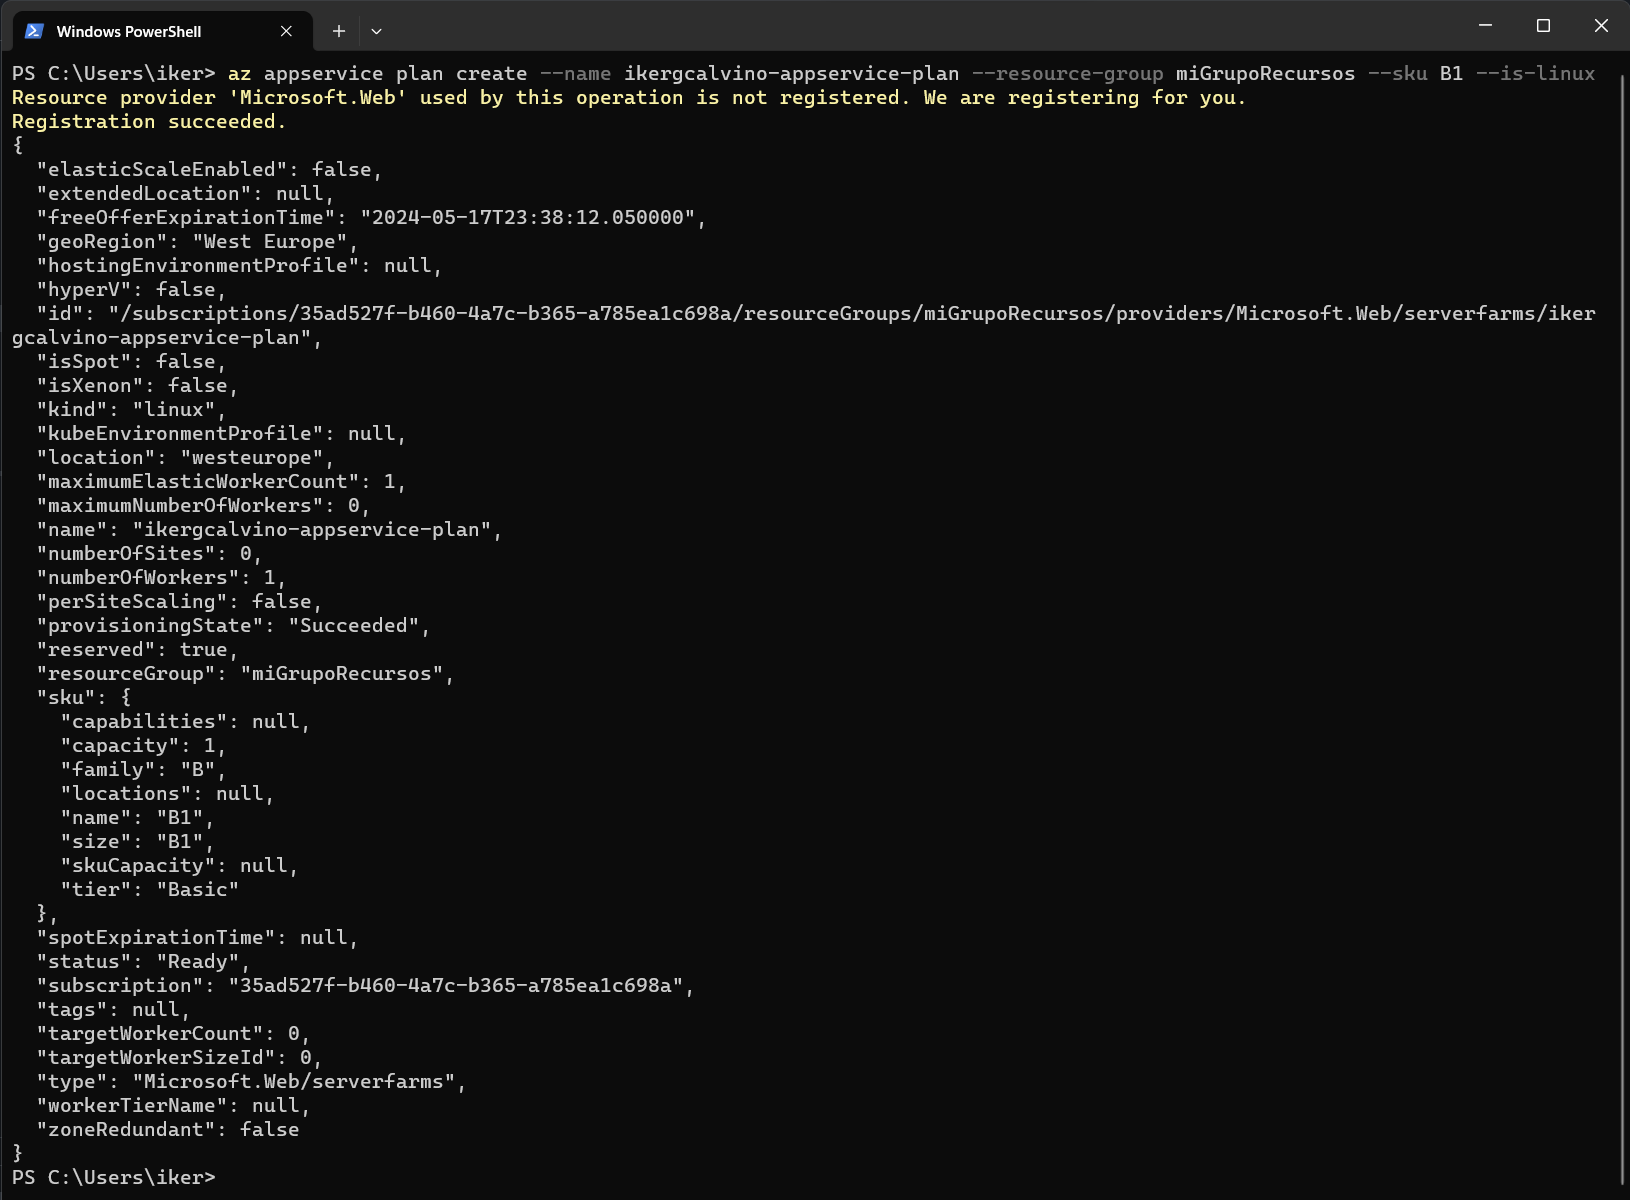 Windows PowerShell
PS C:\Users\iker> az appservice plan create --name ikergcalvino-appservice-plan --resource-group miGrupoRecursos --sku B1 --is-linux
Resource provider 'Microsoft.Web' used by this operation is not registered. We are registering for you.
Registration succeeded.
{
  "elasticScaleEnabled": false,
  "extendedLocation": null,
  "freeOfferExpirationTime": "2024-05-17T23:38:12.050000",
  "geoRegion": "West Europe",
  "hostingEnvironmentProfile": null,
  "hyperV": false,
  "id": "/subscriptions/35ad527f-b460-4a7c-b365-a785ea1c698a/resourceGroups/miGrupoRecursos/providers/Microsoft.Web/serverfarms/iker
gcalvino-appservice-plan",
  "isSpot": false,
  "isXenon": false,
  "kind": "linux",
  "kubeEnvironmentProfile": null,
  "location": "westeurope",
  "maximumElasticWorkerCount": 1,
  "maximumNumberOfWorkers": 0,
  "name": "ikergcalvino-appservice-plan",
  "numberOfSites": 0,
  "numberOfWorkers": 1,
  "perSiteScaling": false,
  "provisioningState": "Succeeded",
  "reserved": true,
  "resourceGroup": "miGrupoRecursos",
  "sku": {
    "capabilities": null,
    "capacity": 1,
    "family": "B",
    "locations": null,
    "name": "B1",
    "size": "B1",
    "skuCapacity": null,
    "tier": "Basic"
  },
  "spotExpirationTime": null,
  "status": "Ready",
  "subscription": "35ad527f-b460-4a7c-b365-a785ea1c698a",
  "tags": null,
  "targetWorkerCount": 0,
  "targetWorkerSizeId": 0,
  "type": "Microsoft.Web/serverfarms",
  "workerTierName": null,
  "zoneRedundant": false
}
PS C:\Users\iker>